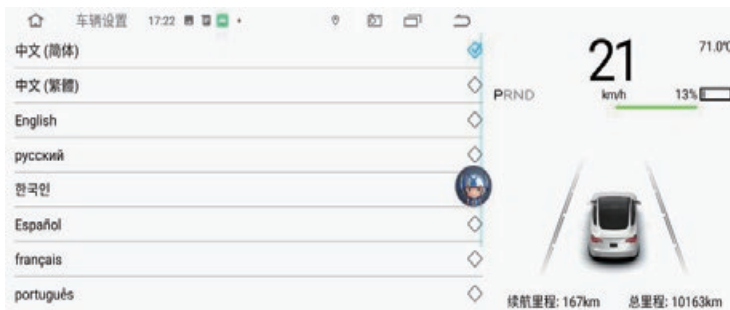 车辆设置 17:22
中文 (简体)
中文 (繁體)
English
русский
한국인
Español
français
português
21
km/h
71.0℃
PRND
13%
续航里程: 167km 总里程: 10163km